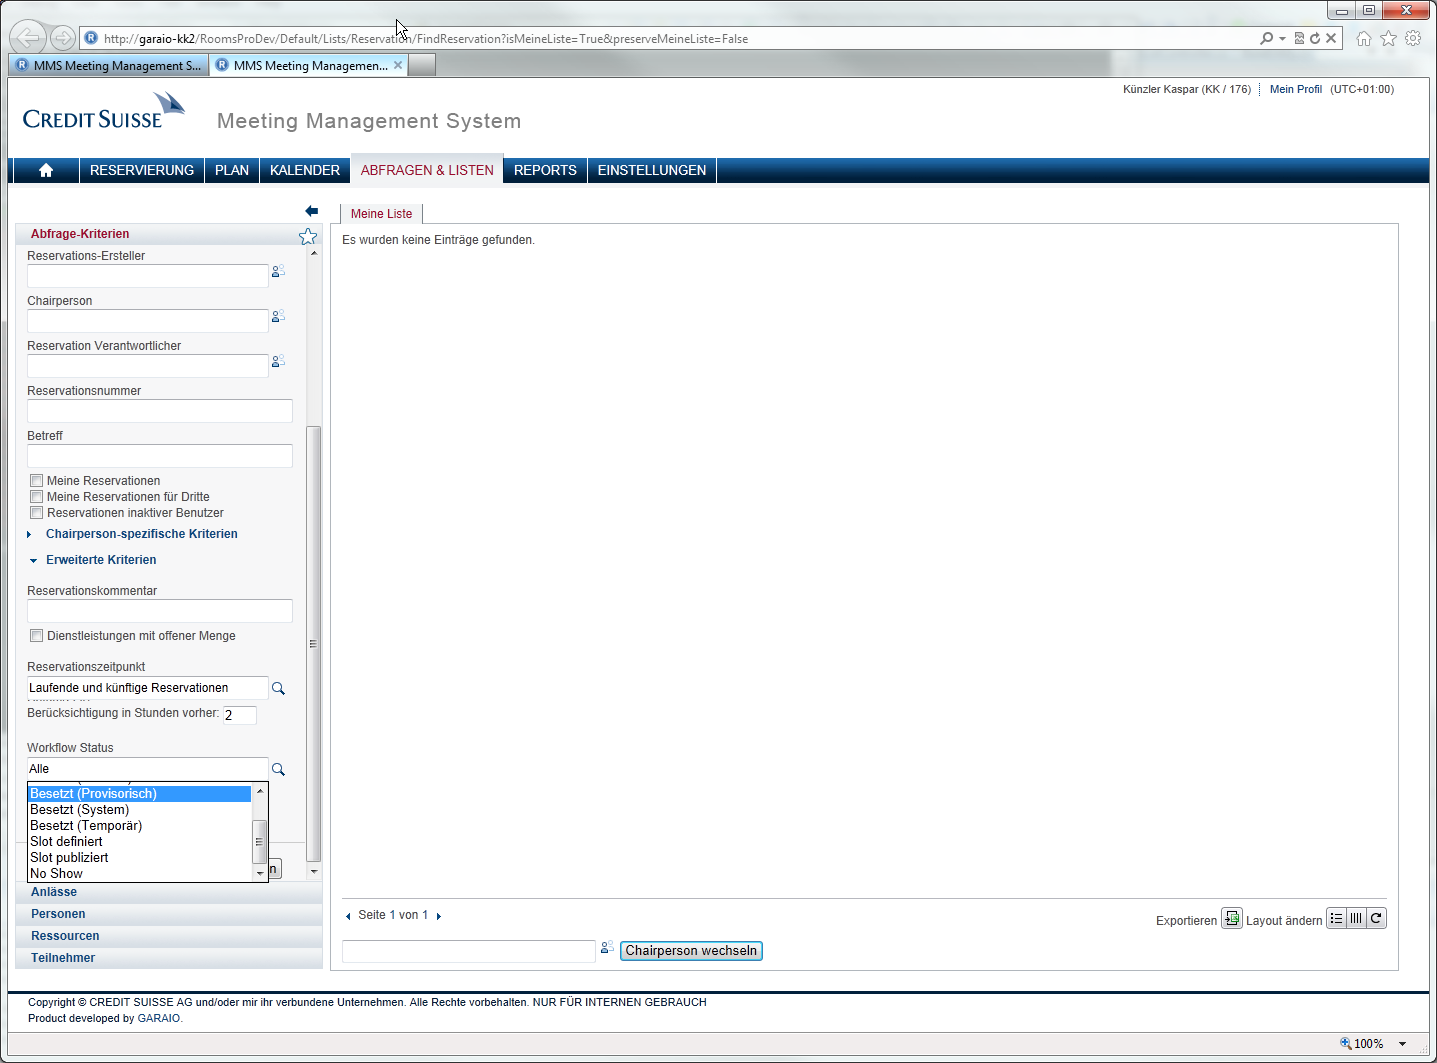 http://garaio-kk2/RoomsProDev/Default/Lists/Reservation/FindReservation?isMeineListe=True&preserveMeineListe=False
MMS Meeting Management S... MMS Meeting Managemen...
Künzler Kaspar (KK / 176) Mein Profil (UTC+01:00)
CREDIT SUISSE Meeting Management System
RESERVIERUNG PLAN KALENDER ABFRAGEN & LISTEN REPORTS EINSTELLUNGEN
Meine Liste
Es wurden keine Einträge gefunden.
Abfrage-Kriterien
Reservations-Ersteller
Chairperson
Reservation Verantwortlicher
Reservationsnummer
Betreff
Meine Reservationen
Meine Reservationen für Dritte
Reservationen inaktiver Benutzer
Chairperson-spezifische Kriterien
Erweiterte Kriterien
Reservationskommentar
Dienstleistungen mit offener Menge
Reservationszeitpunkt
Laufende und künftige Reservationen
Berücksichtigung in Stunden vorher: 2
Workflow Status
Alle
Besetzt (Provisorisch)
Besetzt (System)
Besetzt (Temporär)
Slot definiert
Slot publiziert
No Show
n
Anlässe
Personen
Ressourcen
Teilnehmer
Seite 1 von 1
Exportieren Layout ändern
Chairperson wechseln
Copyright © CREDIT SUISSE AG und/oder mir ihr verbundene Unternehmen. Alle Rechte vorbehalten. NUR FÜR INTERNEN GEBRAUCH
Product developed by GARAIO.
100%